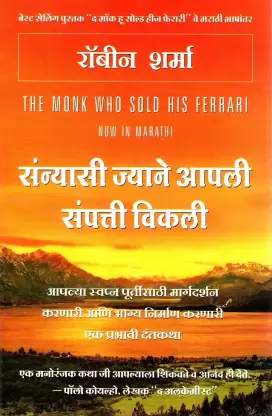 बेस्ट सेलिंग पुस्तक "द मॉंक हू सोल्ड हीज फेरारी" चे मराठी भाषांतर
रॉबीन शर्मा
THE MONK WHO SOLD HIS FERRARI
NOW IN MARATHI
संन्यासी ज्याने आपली
संपत्ती विकली
आपल्या स्वप्न पूर्तीसाठी मार्गदर्शन
करणारी आणि भाग्य निर्माण करणारी
एक प्रभावी दंतकथा
एक मनोरंजक कथा जी आपल्याला शिकवते व आनंद ही देते.
— पॉलो कोयल्हो, लेखक "द अलकेमीस्ट"